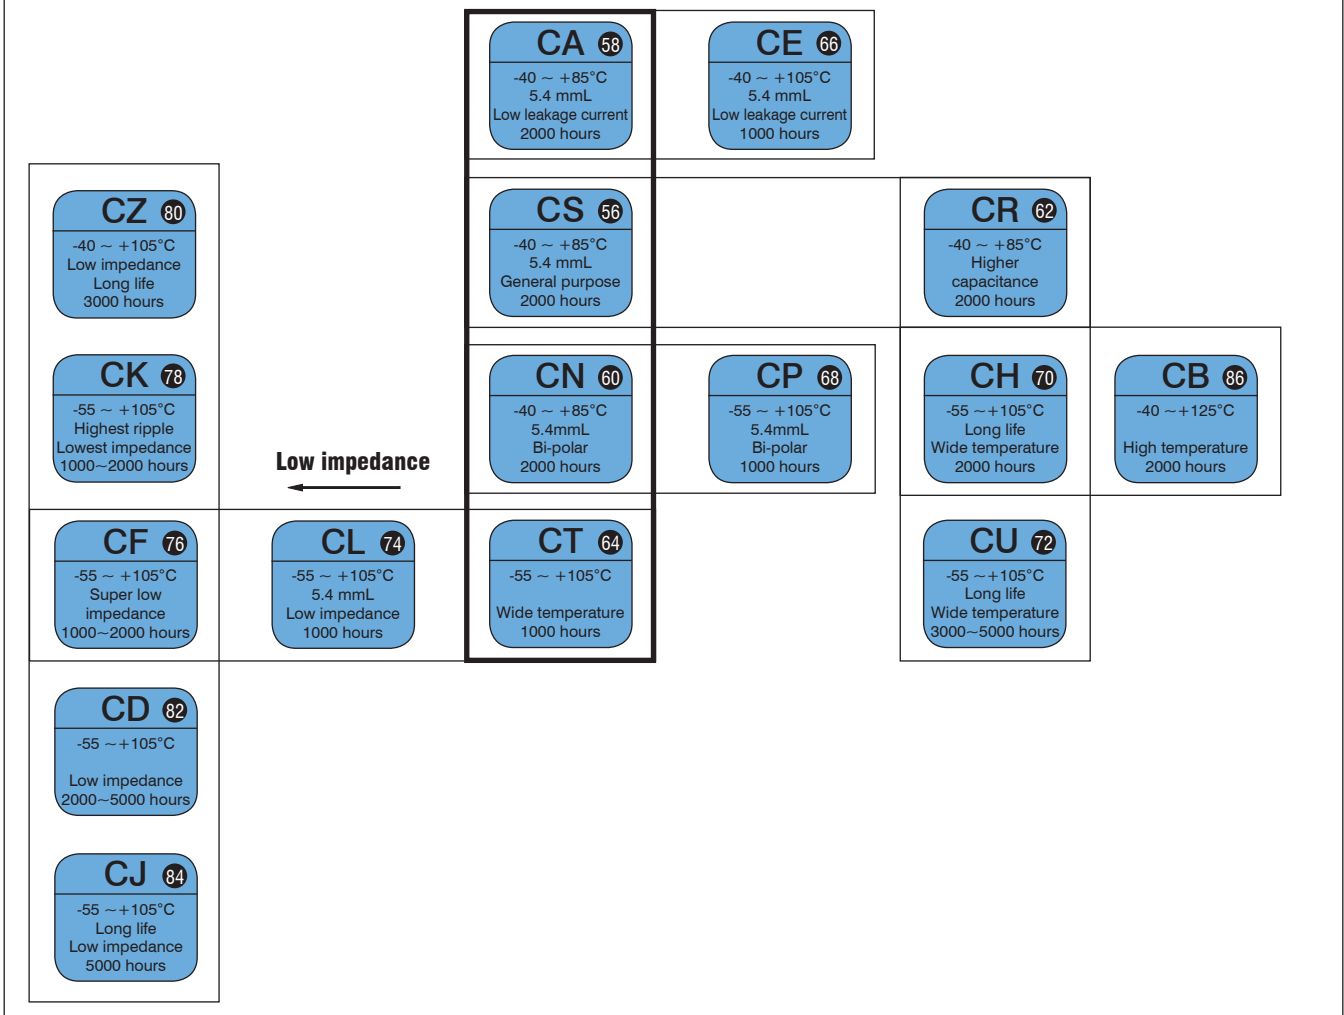 CA 58
-40 ~ +85°C
5.4 mmL
Low leakage current
2000 hours
CE 66
-40 ~ +105°C
5.4 mmL
Low leakage current
1000 hours
CZ 80
-40 ~ +105°C
Low impedance
Long life
3000 hours
CS 56
-40 ~ +85°C
5.4 mmL
General purpose
2000 hours
CR 62
-40 ~ +85°C
Higher
capacitance
2000 hours
CK 78
-55 ~ +105°C
Highest ripple
Lowest impedance
1000~2000 hours
Low impedance
CN 60
-40 ~ +85°C
5.4mmL
Bi-polar
2000 hours
CP 68
-55 ~ +105°C
5.4mmL
Bi-polar
1000 hours
CH 70
-55 ~+105°C
Long life
Wide temperature
2000 hours
CB 86
-40 ~+125°C
High temperature
2000 hours
CF 76
-55 ~ +105°C
Super low
impedance
1000~2000 hours
CL 74
-55 ~ +105°C
5.4 mmL
Low impedance
1000 hours
CT 64
-55 ~ +105°C
Wide temperature
1000 hours
CU 72
-55 ~+105°C
Long life
Wide temperature
3000~5000 hours
CD 82
-55 ~+105°C
Low impedance
2000~5000 hours
CJ 84
-55 ~+105°C
Long life
Low impedance
5000 hours